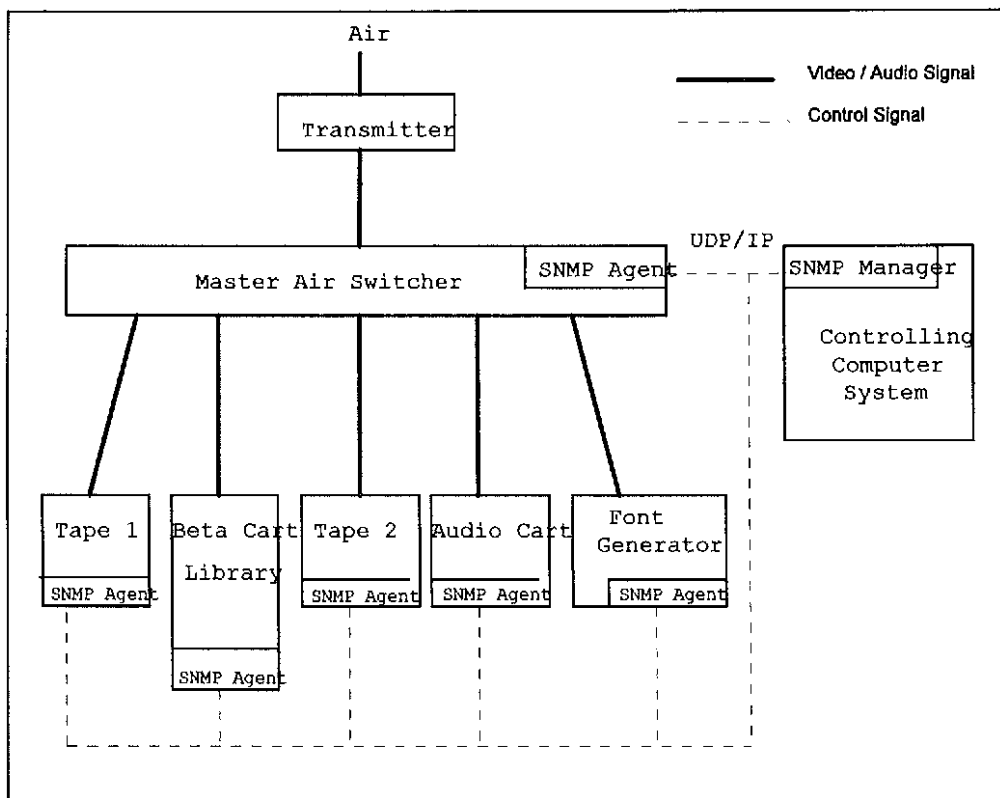 Air
Video / Audio Signal
Control Signal
Transmitter
UDP/IP
Master Air Switcher
SNMP Agent
SNMP Manager
Controlling
Computer
System
Tape 1
SNMP Agent
Beta Cart
Library
SNMP Agent
Tape 2
SNMP Agent
Audio Cart
SNMP Agent
Font
Generator
SNMP Agent